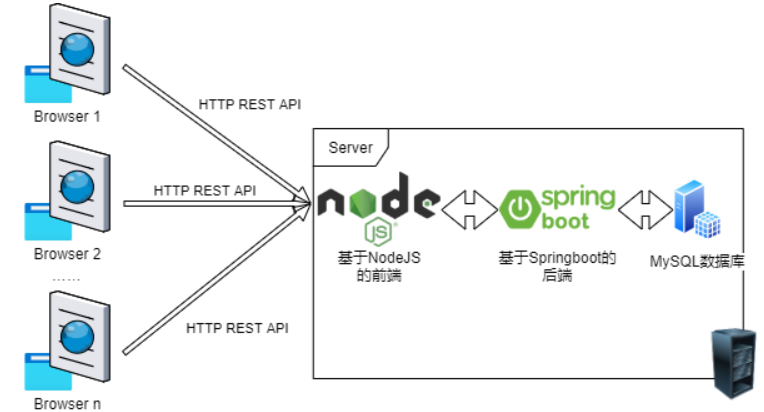 Browser 1
HTTP REST API
Server
Browser 2
HTTP REST API
node
JS
spring
boot
基于NodeJS
的前端
基于Springboot的
后端
MySQL数据库
……
HTTP REST API
Browser n